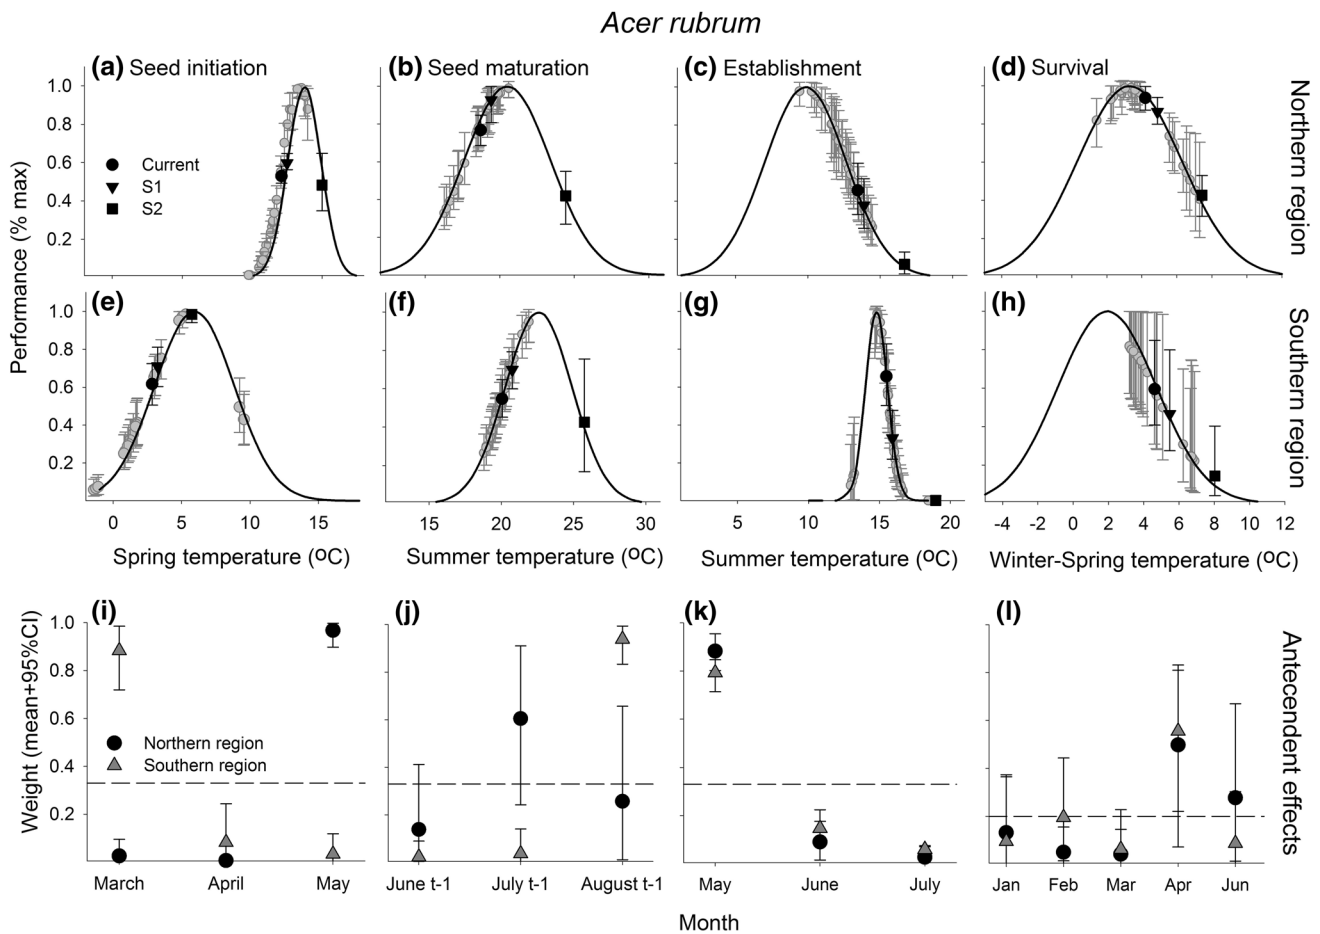 Acer rubrum
(a) Seed initiation
(b) Seed maturation
(c) Establishment
(d) Survival
Northern region
Performance (% max)
1.0
0.8
0.6
0.4
0.2
Current
S1
S2
(e)
(f)
(g)
(h)
Southern region
Performance (% max)
1.0
0.8
0.6
0.4
0.2
0 5 10 15
15 20 25 30
5 10 15 20
-4 -2 0 2 4 6 8 10 12
Spring temperature (ºC)
Summer temperature (ºC)
Summer temperature (ºC)
Winter-Spring temperature (ºC)
(i)
(j)
(k)
(l)
Antecendent effects
Weight (mean+95%CI)
1.0
0.8
0.6
0.4
0.2
Northern region
Southern region
March April May
June t-1 July t-1 August t-1
May June July
Jan Feb Mar Apr Jun
Month